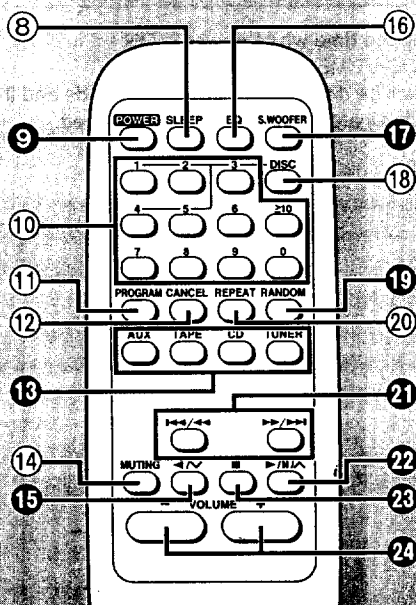 8 16
POWER SLEEP EQ S.WOOFER
9 17
1 2 3 DISC
18
10
4 5 6 ≥10
7 8 9 0
11 PROGRAM CANCEL REPEAT RANDOM 19
12 20
AUX TAPE CD TUNER
13 21
14 MUTING 22
15 VOLUME 23
− +
24